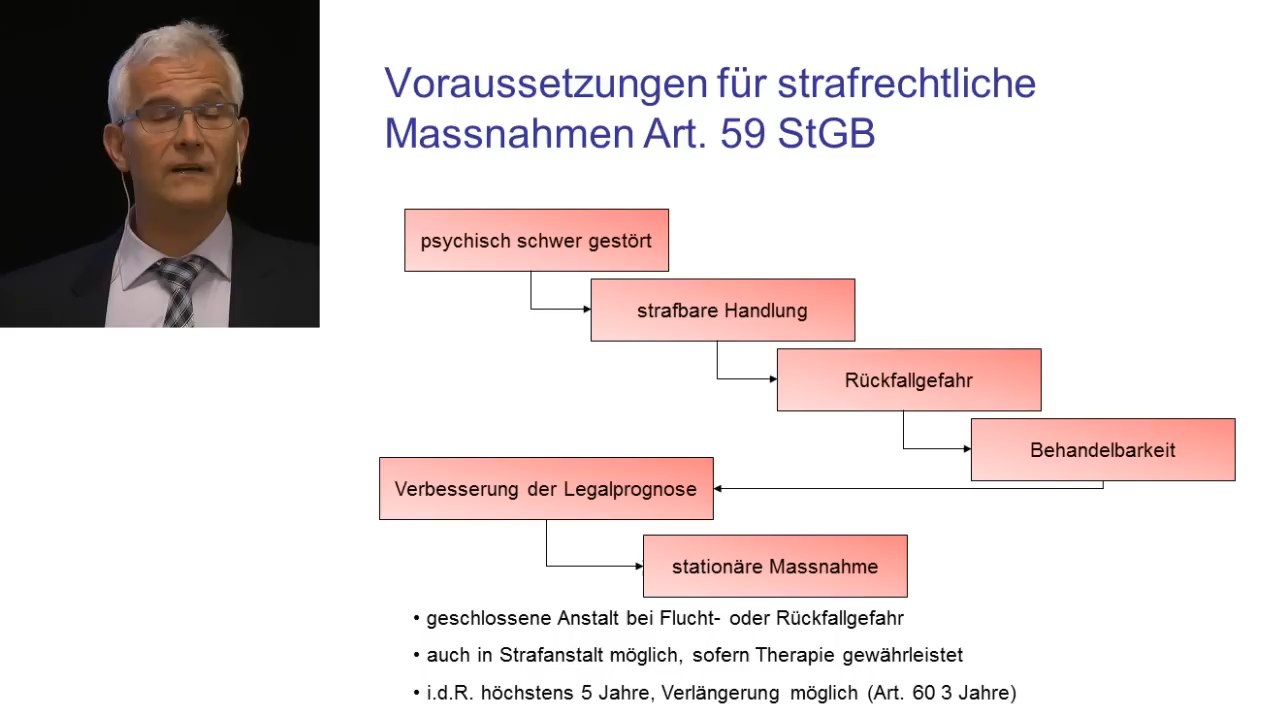 Voraussetzungen für strafrechtliche
Massnahmen Art. 59 StGB
psychisch schwer gestört
strafbare Handlung
Rückfallgefahr
Behandelbarkeit
Verbesserung der Legalprognose
stationäre Massnahme
• geschlossene Anstalt bei Flucht- oder Rückfallgefahr
• auch in Strafanstalt möglich, sofern Therapie gewährleistet
• i.d.R. höchstens 5 Jahre, Verlängerung möglich (Art. 60 3 Jahre)